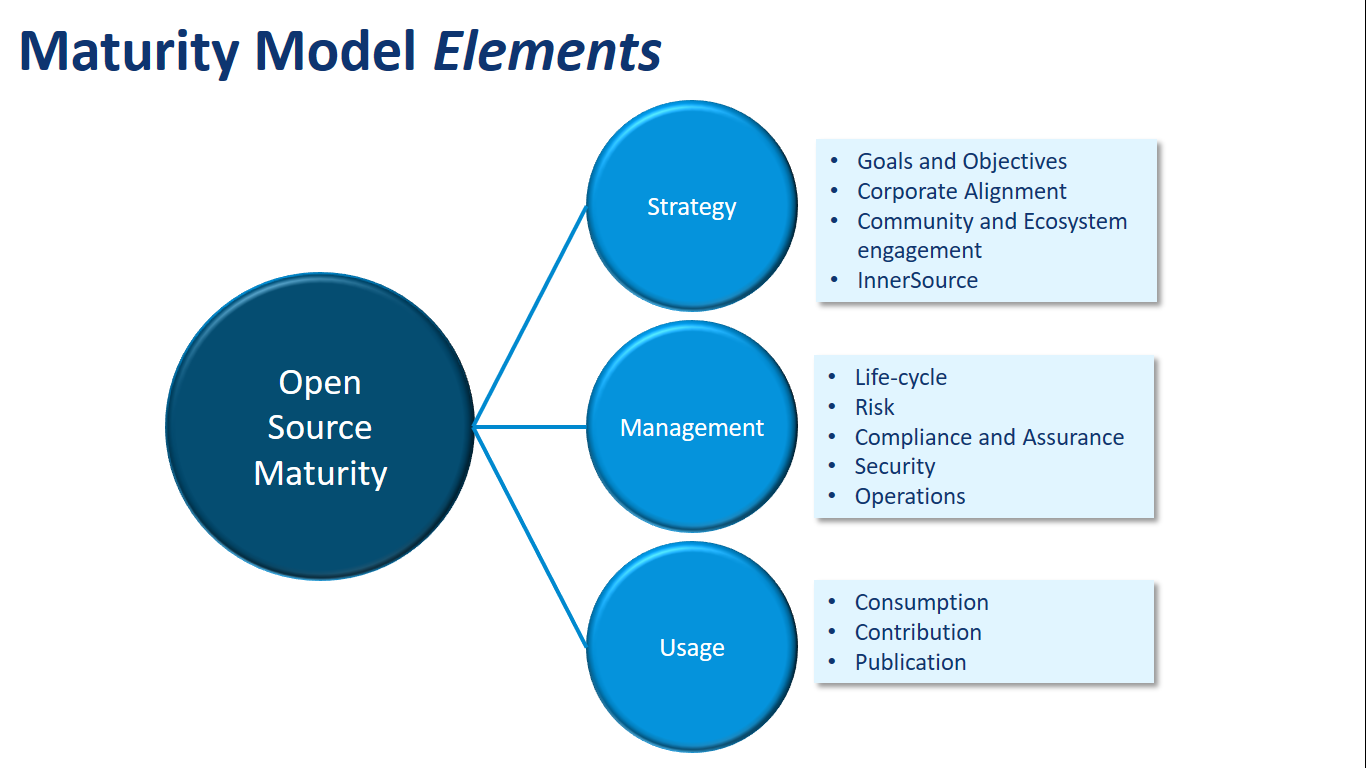 Maturity Model Elements
Open
Source
Maturity
Strategy
• Goals and Objectives
• Corporate Alignment
• Community and Ecosystem
engagement
• InnerSource
Management
• Life-cycle
• Risk
• Compliance and Assurance
• Security
• Operations
Usage
• Consumption
• Contribution
• Publication